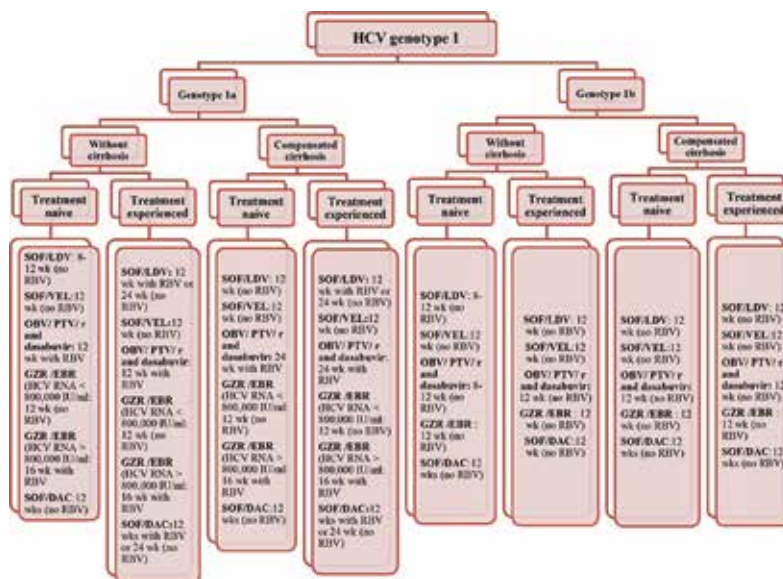 HCV genotype 1
Genotype 1a
Genotype 1b
Without
cirrhosis
Compensated
cirrhosis
Without
cirrhosis
Compensated
cirrhosis
Treatment
naive
Treatment
experienced
Treatment
naive
Treatment
experienced
Treatment
naive
Treatment
experienced
Treatment
naive
Treatment
experienced
SOF/LDV: 8-
12 wk (no
RBV)
SOF/VEL:12
wk (no RBV)
OBV/ PTV/ r
and
dasabuvir: 12
wk with RBV
GZR /EBR
(HCV RNA <
800,000 IU/ml:
12 wk (no
RBV)
GZR /EBR
(HCV RNA >
800,000 IU/ml:
16 wk with
RBV
SOF/DAC:12
wks (no RBV)
SOF/LDV: 12
wk with RBV or
24 wk (no
RBV)
SOF/VEL:12
wk (no RBV)
OBV/ PTV/ r
and dasabuvir:
12 wk with
RBV
GZR /EBR
(HCV RNA <
800,000 IU/ml:
12 wk (no
RBV)
GZR /EBR
(HCV RNA >
800,000 IU/ml:
16 wk with
RBV
SOF/DAC:12
wks with RBV
or 24 wk (no
RBV)
SOF/LDV: 12
wk (no RBV)
SOF/VEL:12
wk (no RBV)
OBV/ PTV/ r
and
dasabuvir: 24
wk with RBV
GZR /EBR
(HCV RNA <
800,000 IU/ml:
12 wk (no
RBV)
GZR /EBR
(HCV RNA >
800,000 IU/ml:
16 wk with
RBV
SOF/DAC:12
wks (no RBV)
SOF/LDV: 12
wk with RBV or
24 wk (no RBV)
SOF/VEL:12
wk (no RBV)
OBV/ PTV/ r
and dasabuvir:
24 wk with RBV
GZR /EBR
(HCV RNA <
800,000 IU/ml:
12 wk (no RBV)
GZR /EBR
(HCV RNA >
800,000 IU/ml:
16 wk with RBV
SOF/DAC:12
wks with RBV
or 24 wk (no
RBV)
SOF/LDV: 8-
12 wk (no RBV)
SOF/VEL:12
wk (no RBV)
OBV/ PTV/ r
and
dasabuvir: 8-
12 wk (no RBV)
GZR /EBR :
12 wk (no
RBV)
SOF/DAC:12
wks (no RBV)
SOF/LDV: 12
wk (no RBV)
SOF/VEL:12
wk (no RBV)
OBV/ PTV/ r
and dasabuvir:
12 wk (no RBV)
GZR /EBR : 12
wk (no RBV)
SOF/DAC: 12
wk (no RBV)
SOF/LDV: 12
wk (no RBV)
SOF/VEL:12
wk (no RBV)
OBV/ PTV/ r
and dasabuvir:
12 wk (no RBV)
GZR /EBR : 12
wk (no RBV)
SOF/DAC:12
wks (no RBV)
SOF/LDV: 12
wk (no RBV)
SOF/VEL:12
wk (no RBV)
OBV/ PTV/ r
and
dasabuvir: 12
wk (no RBV)
GZR /EBR :
12 wk (no
RBV)
SOF/DAC:12
wks (no RBV)